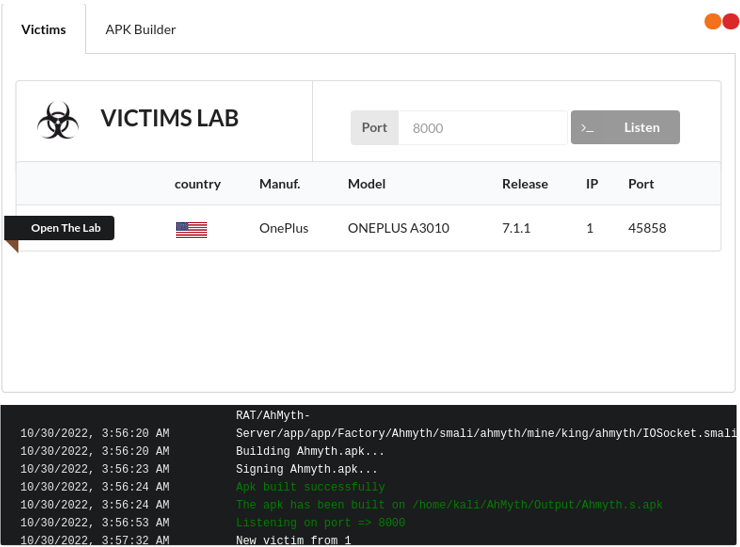 Victims APK Builder
VICTIMS LAB
Port 8000 >_ Listen
country Manuf. Model Release IP Port
Open The Lab OnePlus ONEPLUS A3010 7.1.1 1 45858
RAT/AhMyth-
10/30/2022, 3:56:20 AM Server/app/app/Factory/Ahmyth/smali/ahmyth/mine/king/ahmyth/IOSocket.smali
10/30/2022, 3:56:20 AM Building Ahmyth.apk...
10/30/2022, 3:56:23 AM Signing Ahmyth.apk...
10/30/2022, 3:56:24 AM Apk built successfully
10/30/2022, 3:56:24 AM The apk has been built on /home/kali/AhMyth/Output/Ahmyth.s.apk
10/30/2022, 3:56:53 AM Listening on port => 8000
10/30/2022, 3:57:32 AM New victim from 1